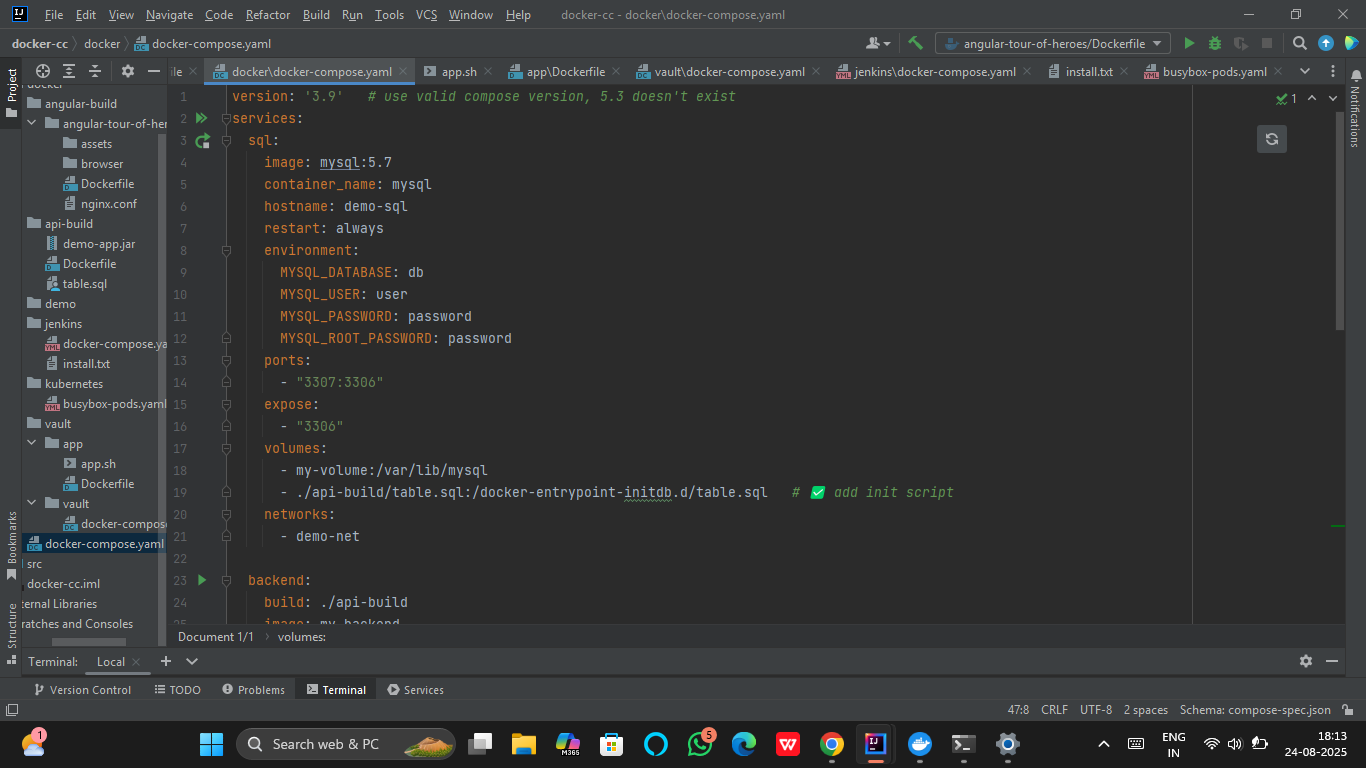 IJ File Edit View Navigate Code Refactor Build Run Tools VCS Window Help docker-cc - docker\docker-compose.yaml
docker-cc docker docker-compose.yaml angular-tour-of-heroes/Dockerfile
ile docker\docker-compose.yaml app.sh app\Dockerfile vault\docker-compose.yaml jenkins\docker-compose.yaml install.txt busybox-pods.yaml
Project
docker
angular-build
angular-tour-of-her
assets
browser
Dockerfile
nginx.conf
api-build
demo-app.jar
Dockerfile
table.sql
demo
jenkins
docker-compose.ya
install.txt
kubernetes
busybox-pods.yaml
vault
app
app.sh
Dockerfile
vault
docker-compose
docker-compose.yaml
src
docker-cc.iml
ternal Libraries
ratches and Consoles
Bookmarks
Structure
1 version: '3.9' # use valid compose version, 5.3 doesn't exist
2 services:
3 sql:
4 image: mysql:5.7
5 container_name: mysql
6 hostname: demo-sql
7 restart: always
8 environment:
9 MYSQL_DATABASE: db
10 MYSQL_USER: user
11 MYSQL_PASSWORD: password
12 MYSQL_ROOT_PASSWORD: password
13 ports:
14 - "3307:3306"
15 expose:
16 - "3306"
17 volumes:
18 - my-volume:/var/lib/mysql
19 - ./api-build/table.sql:/docker-entrypoint-initdb.d/table.sql # ✅ add init script
20 networks:
21 - demo-net
22
23 backend:
24 build: ./api-build
25 image: my-backend
1
Notifications
Document 1/1 volumes:
Terminal: Local
Version Control TODO Problems Terminal Services
47:8 CRLF UTF-8 2 spaces Schema: compose-spec.json
1
Search web & PC
M365
5
W
IJ
ENG
IN
18:13
24-08-2025